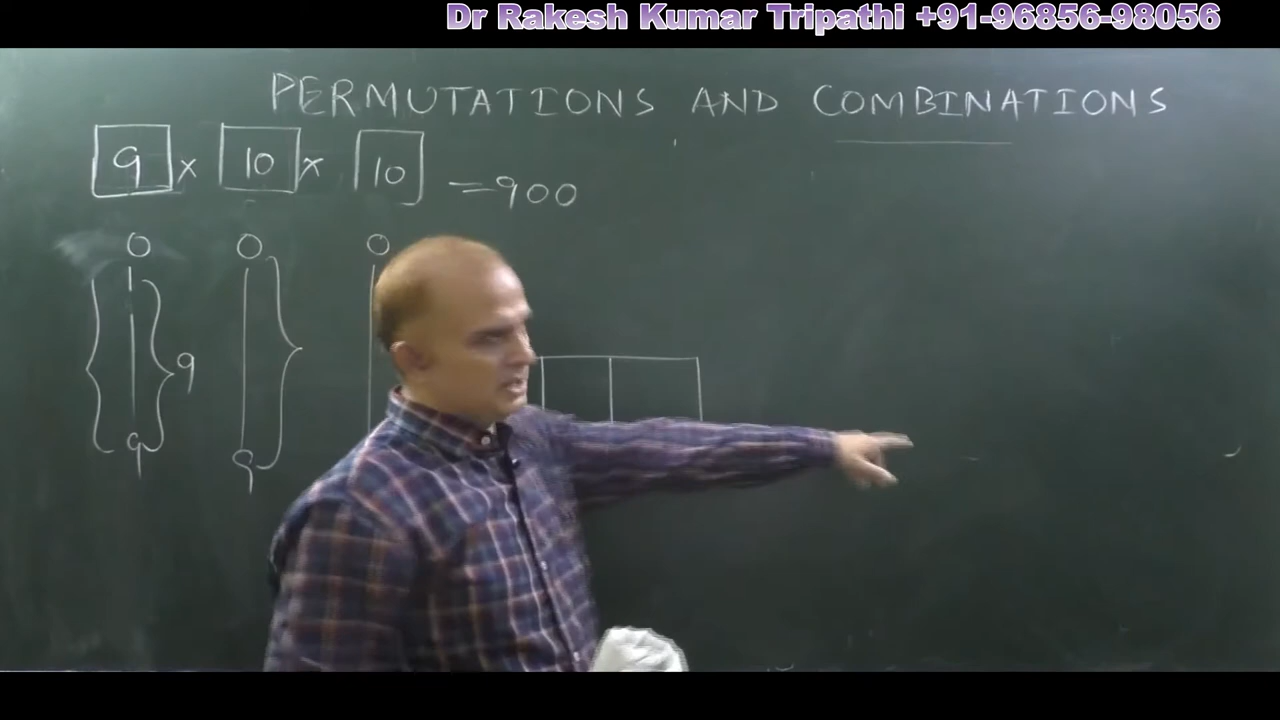 Dr Rakesh Kumar Tripathi +91-96856-98056
PERMUTATIONS AND COMBINATIONS
9 x 10 x 10 =900
0 0 0
1
9
9 9